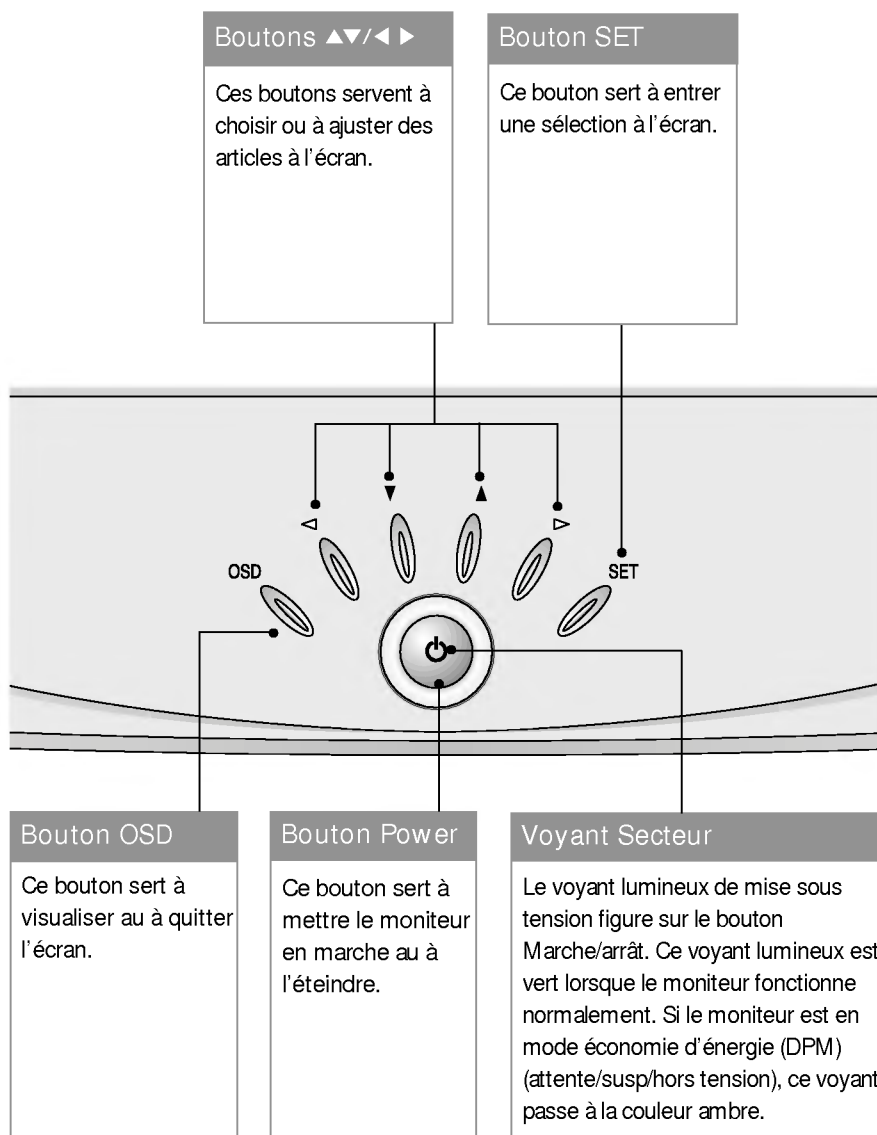 Boutons ▲▼/◀ ▶
Ces boutons servent à
choisir ou à ajuster des
articles à l'écran.
Bouton SET
Ce bouton sert à entrer
une sélection à l'écran.
OSD
SET
Bouton OSD
Ce bouton sert à
visualiser au à quitter
l'écran.
Bouton Power
Ce bouton sert à
mettre le moniteur
en marche au à
l'éteindre.
Voyant Secteur
Le voyant lumineux de mise sous
tension figure sur le bouton
Marche/arrât. Ce voyant lumineux est
vert lorsque le moniteur fonctionne
normalement. Si le moniteur est en
mode économie d'énergie (DPM)
(attente/susp/hors tension), ce voyant
passe à la couleur ambre.